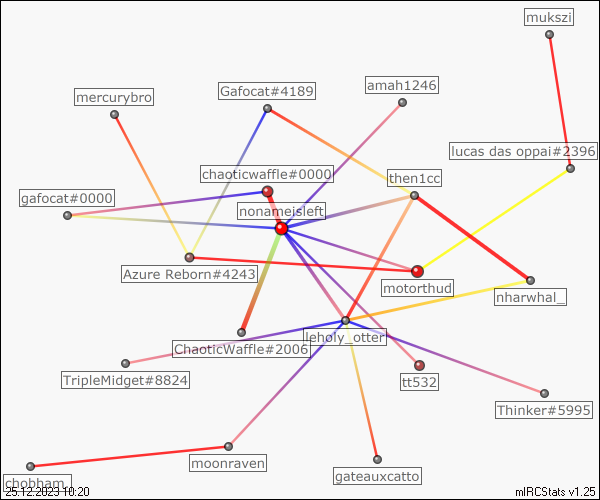 mukszi
Gafocat#4189
amah1246
mercurybro
lucas das oppai#2396
chaoticwaffle#0000
then1cc
gafocat#0000
nonameisleft
Azure Reborn#4243
motorthud
nharwhal_
ChaoticWaffle#2006
leholy_otter
TripleMidget#8824
tt532
Thinker#5995
moonraven
gateauxcatto
chobham_
25.12.2023 10:20
mIRCStats v1.25